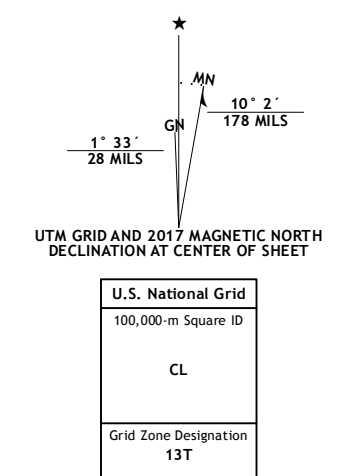 MN
10° 2´
178 MILS
GN
1° 33´
28 MILS
UTM GRID AND 2017 MAGNETIC NORTH
DECLINATION AT CENTER OF SHEET
U.S. National Grid
100,000-m Square ID
CL
Grid Zone Designation
13T